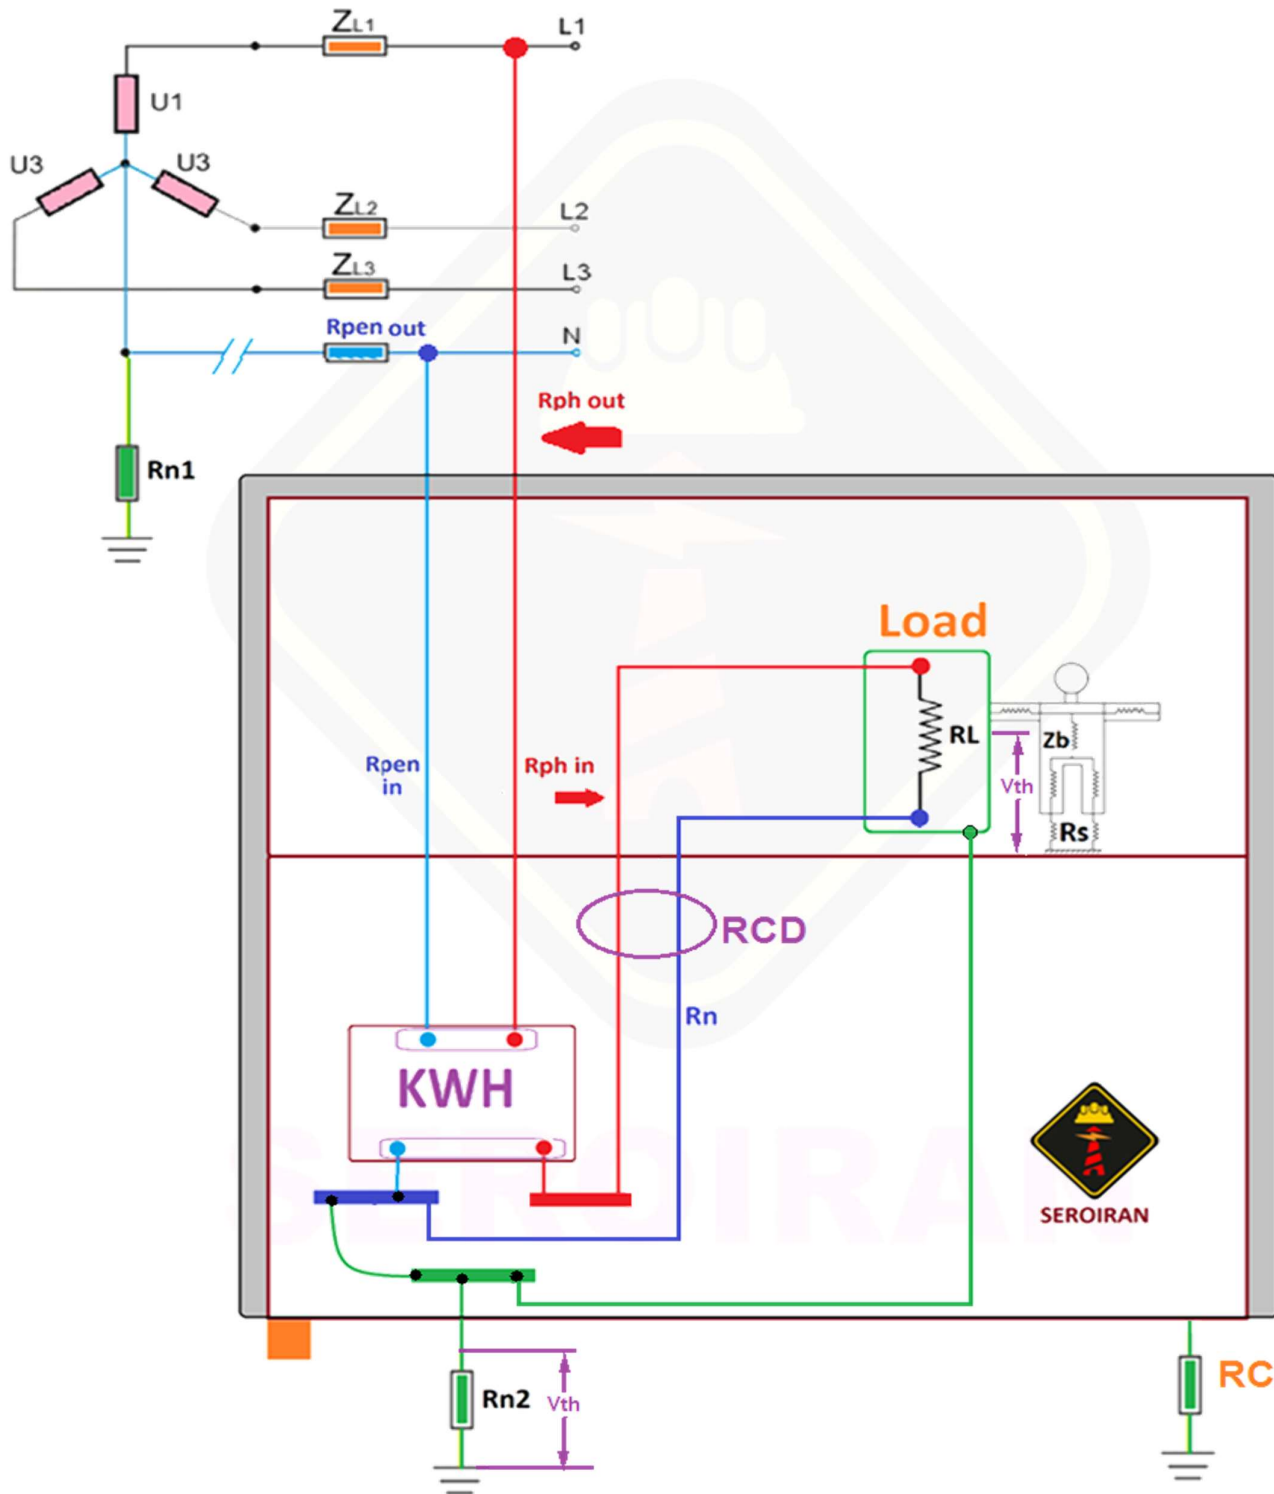 ZL1
L1
U1
U3
U3
ZL2
L2
ZL3
L3
Rpen out
N
Rph out
Rn1
Load
RL
Zb
Rpen
in
Rph in
Vth
Rs
RCD
Rn
KWH
SEROIRAN
SEROIRAN
Rn2
Vth
RC